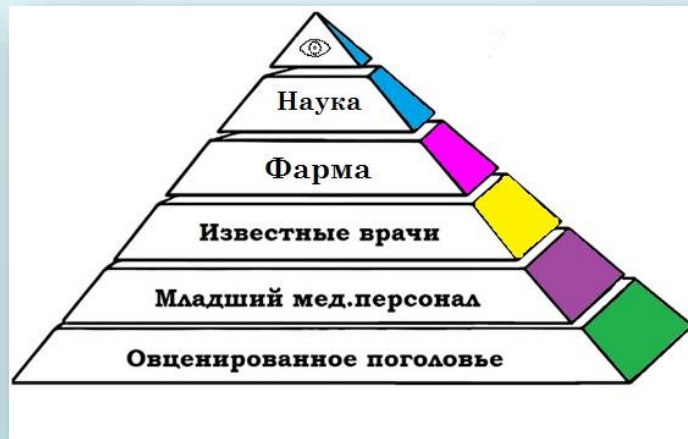 Наука
Фарма
Известные врачи
Младший мед.персонал
Овценированное поголовье